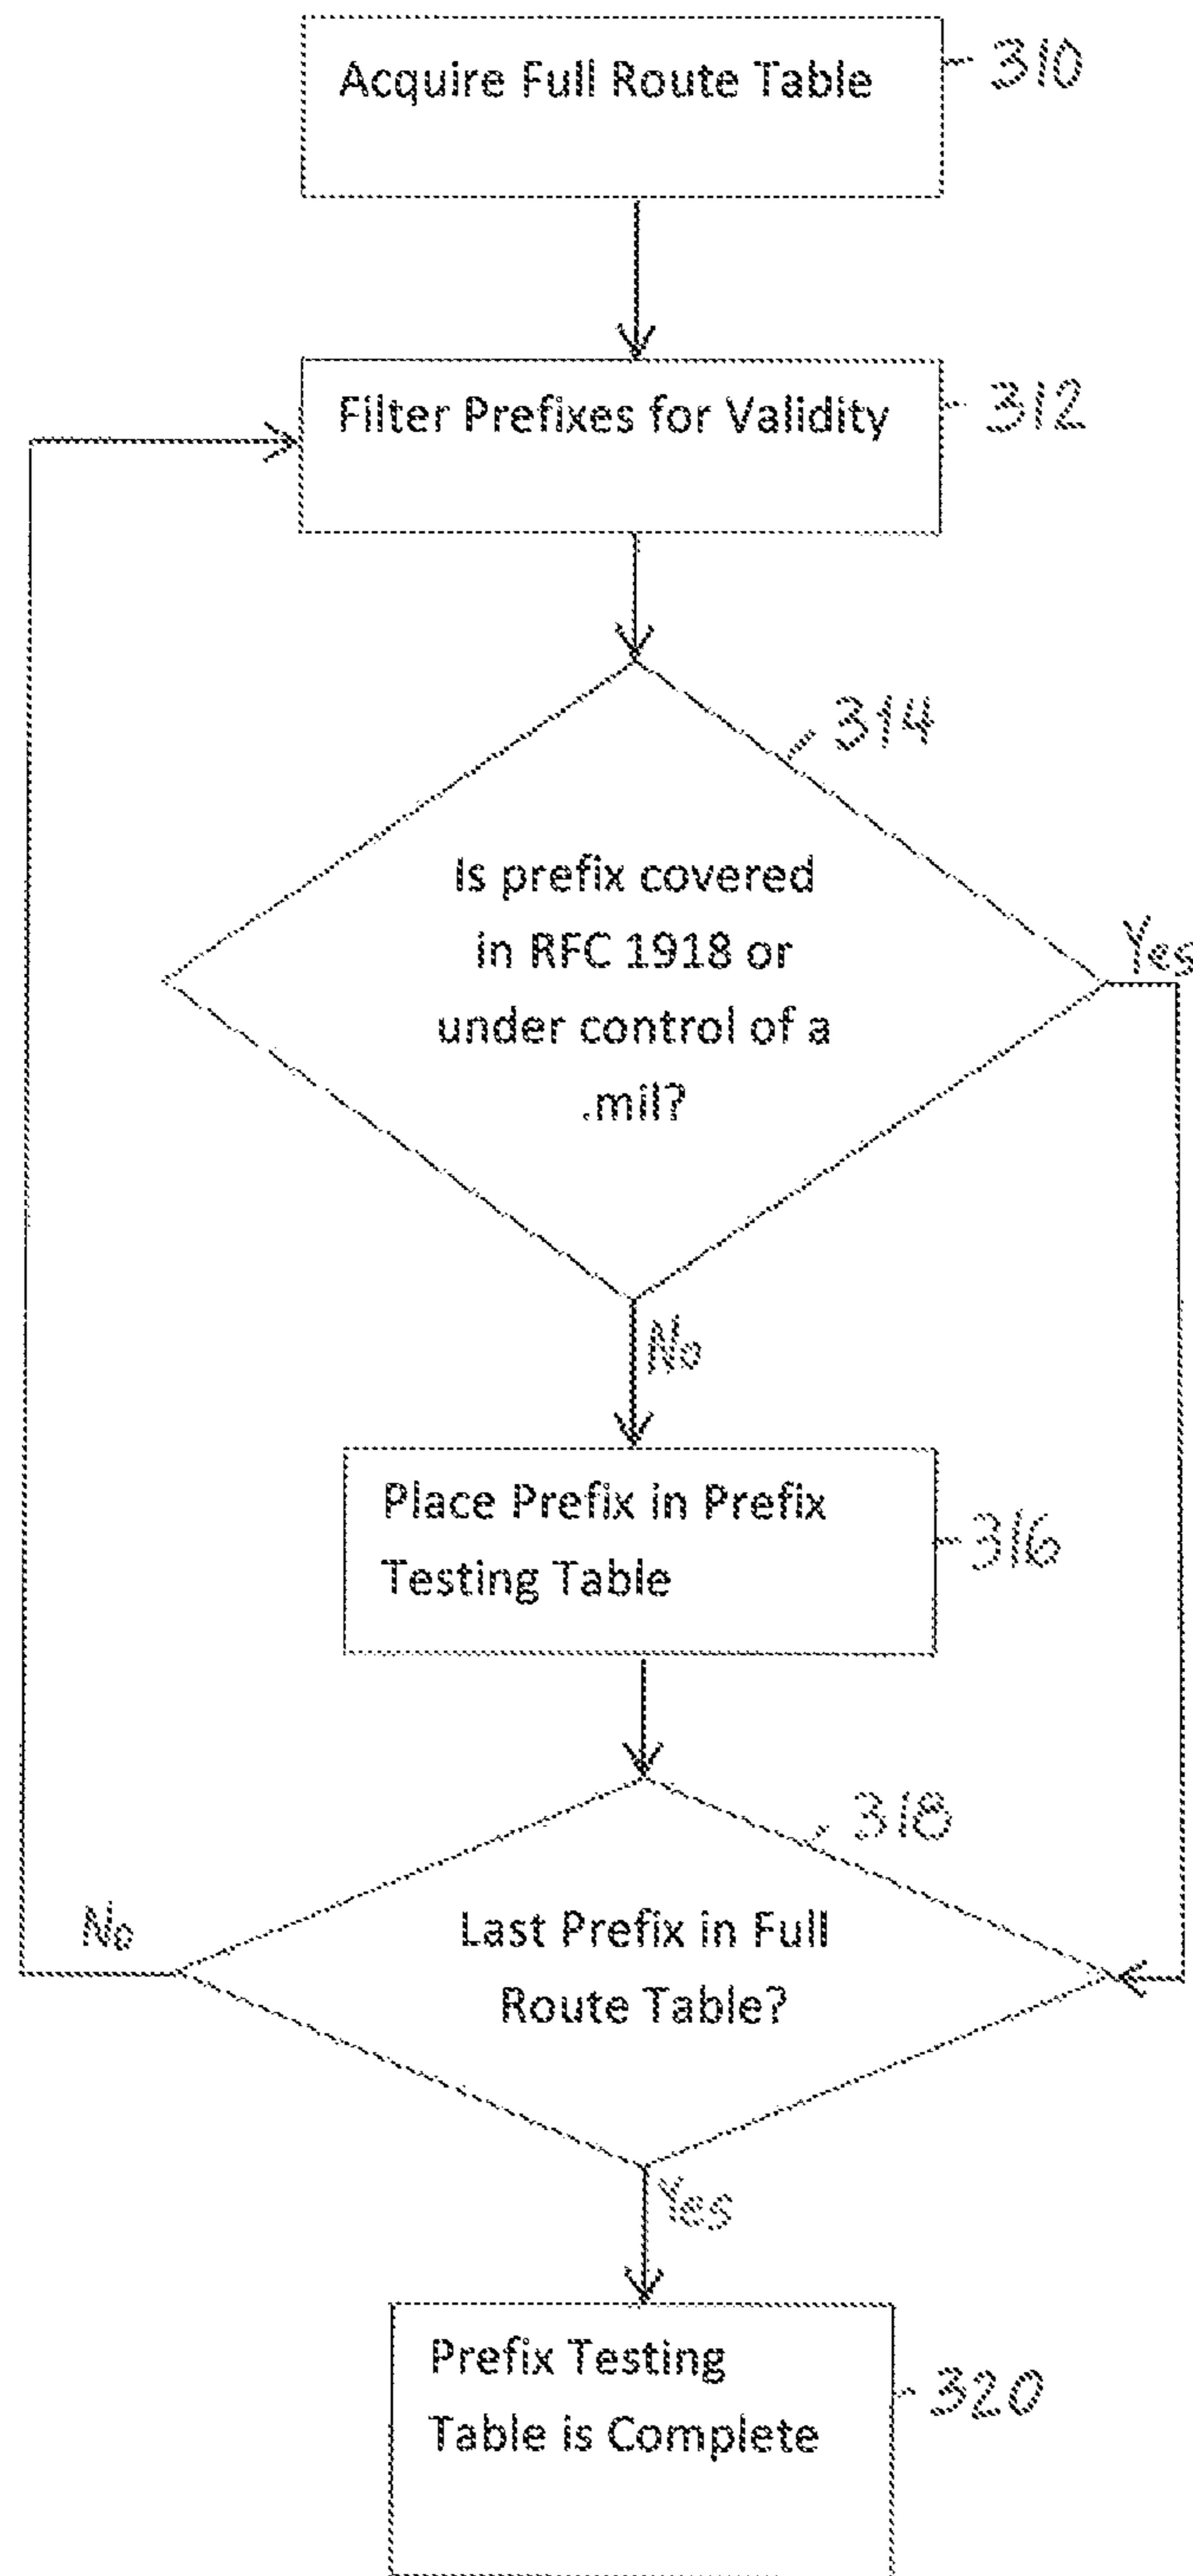 Acquire Full Route Table
310
Filter Prefixes for Validity
312
314
Is prefix covered
in RFC 1918 or
under control of a
.mil?
Yes
No
Place Prefix in Prefix
Testing Table
316
318
No
Last Prefix in Full
Route Table?
Yes
Prefix Testing
Table is Complete
320